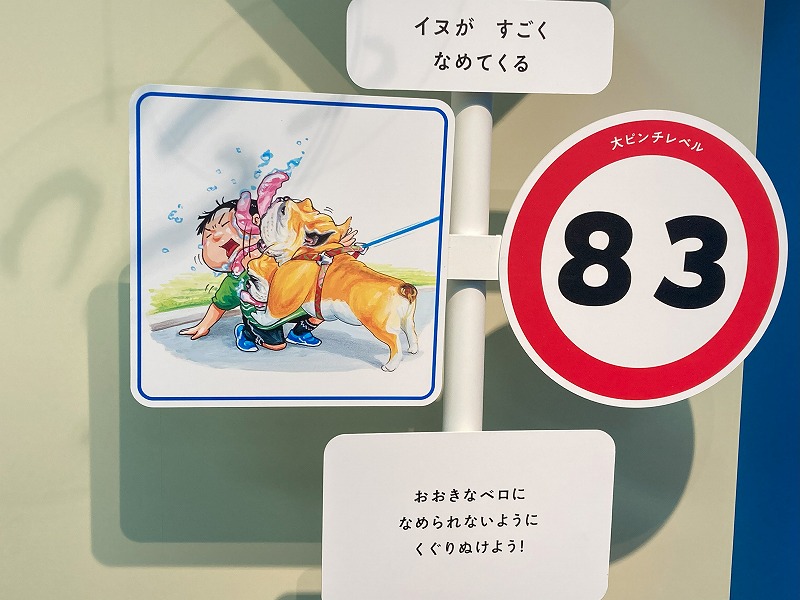 イヌが　すごく
なめてくる
大ピンチレベル
83
おおきなベロに
なめられないように
くぐりぬけよう!